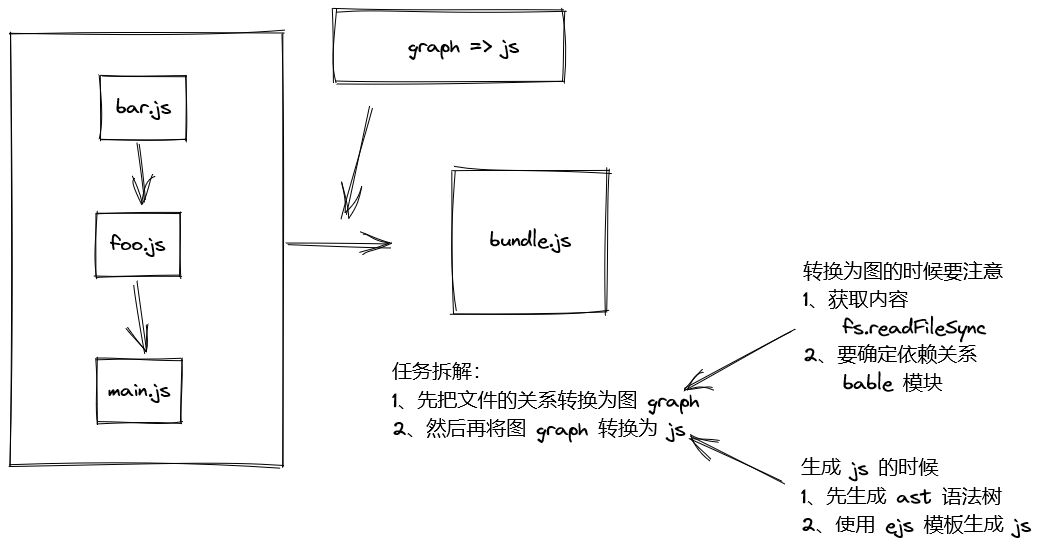 graph => js
bar.js
foo.js
main.js
bundle.js
任务拆解：
1、先把文件的关系转换为图 graph
2、然后再将图 graph 转换为 js
转换为图的时候要注意
1、获取内容
fs.readFileSync
2、要确定依赖关系
bable 模块
生成 js 的时候
1、先生成 ast 语法树
2、使用 ejs 模板生成 js